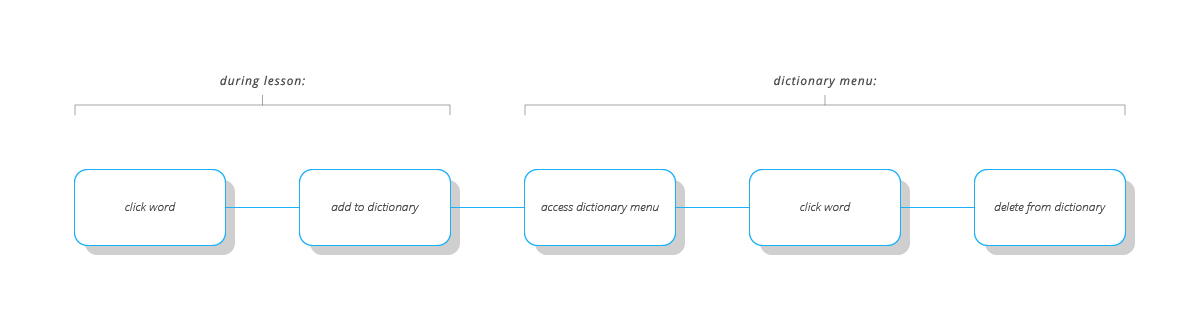 during lesson:
dictionary menu:
click word
add to dictionary
access dictionary menu
click word
delete from dictionary